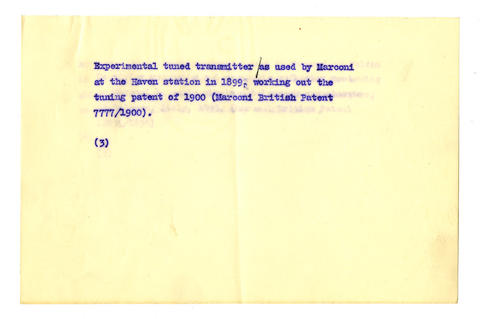 Experimental tuned transmitter/as used by Marconi
at the Haven station in 1899, working out the
tuning patent of 1900 (Marconi British Patent
7777/1900).
(3)